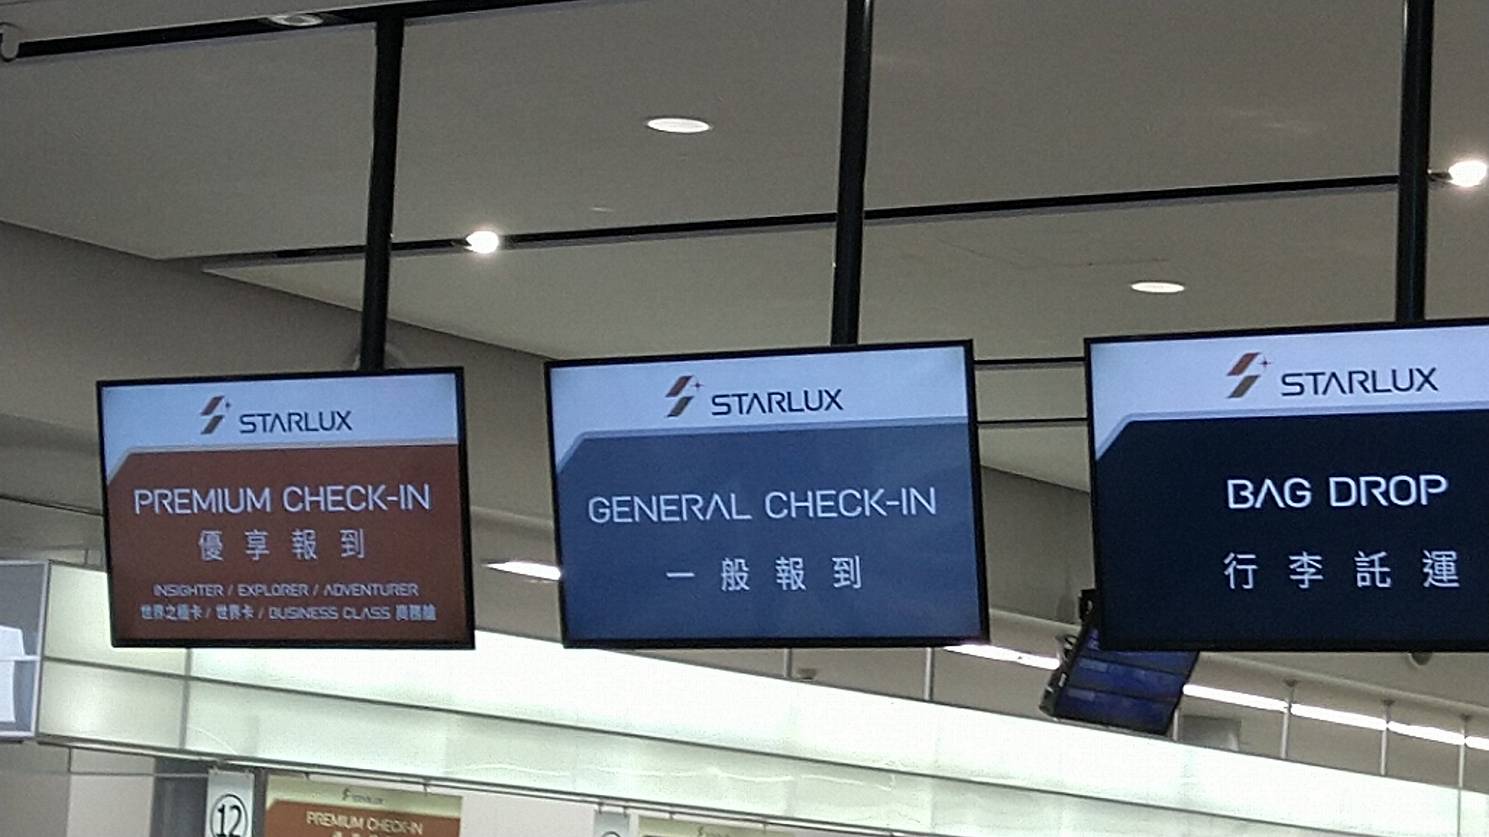 STARLUX
PREMIUM CHECK-IN
優享報到
INSIGHTER / EXPLORER / ADVENTURER
世界之極卡 / 世界卡 / BUSINESS CLASS 商務艙
STARLUX
GENERAL CHECK-IN
一般報到
STARLUX
BAG DROP
行李託運
12
STARLUX
PREMIUM CHECK-IN